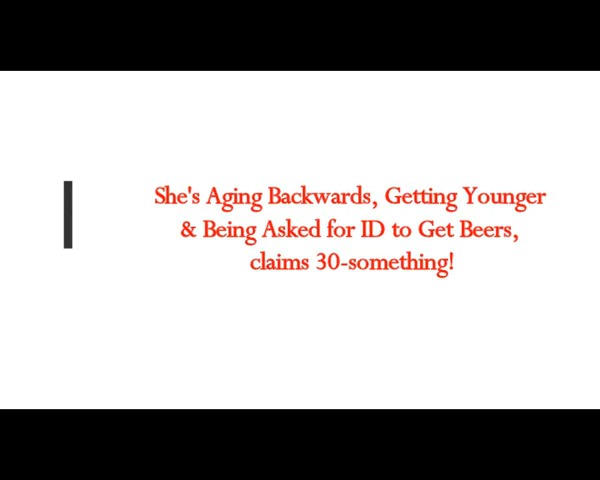 She's Aging Backwards, Getting Younger
& Being Asked for ID to Get Beers,
claims 30-something!